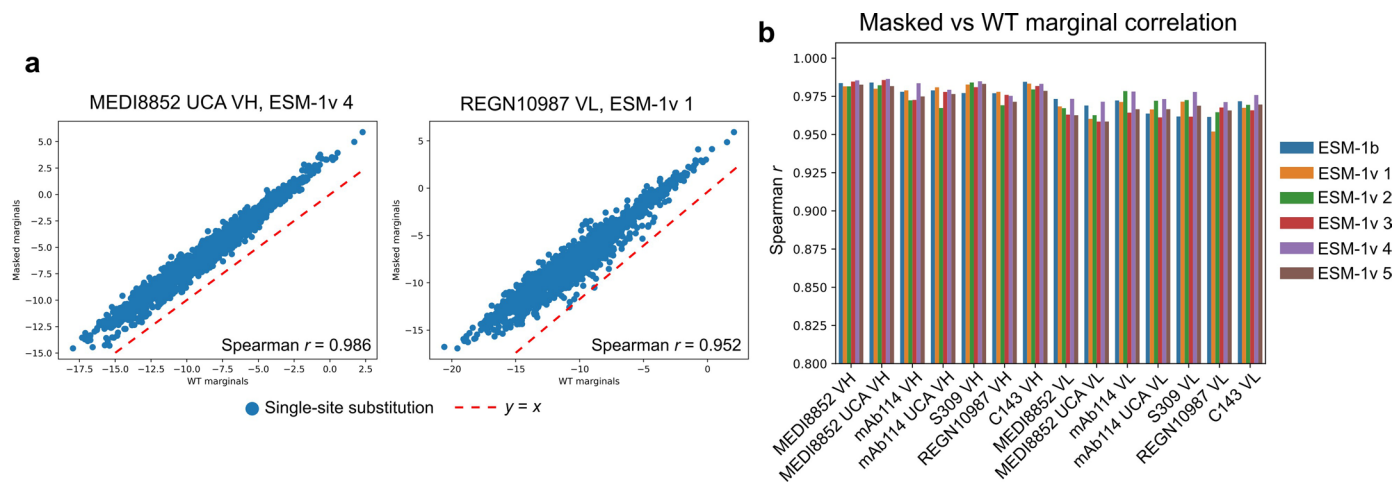 a
MEDI8852 UCA VH, ESM-1v 4
Masked marginals
5.0
2.5
0.0
−2.5
−5.0
−7.5
−10.0
−12.5
−15.0
Spearman r = 0.986
−17.5 −15.0 −12.5 −10.0 −7.5 −5.0 −2.5 0.0 2.5
WT marginals
REGN10987 VL, ESM-1v 1
Masked marginals
5
0
−5
−10
−15
Spearman r = 0.952
−20 −15 −10 −5 0
WT marginals
Single-site substitution
y = x
b
Masked vs WT marginal correlation
Spearman r
1.000
0.975
0.950
0.925
0.900
0.875
0.850
0.825
0.800
MEDI8852 VH
MEDI8852 UCA VH
mAb114 VH
mAb114 UCA VH
S309 VH
REGN10987 VH
C143 VH
MEDI8852 VL
MEDI8852 UCA VL
mAb114 VL
mAb114 UCA VL
S309 VL
REGN10987 VL
C143 VL
ESM-1b
ESM-1v 1
ESM-1v 2
ESM-1v 3
ESM-1v 4
ESM-1v 5